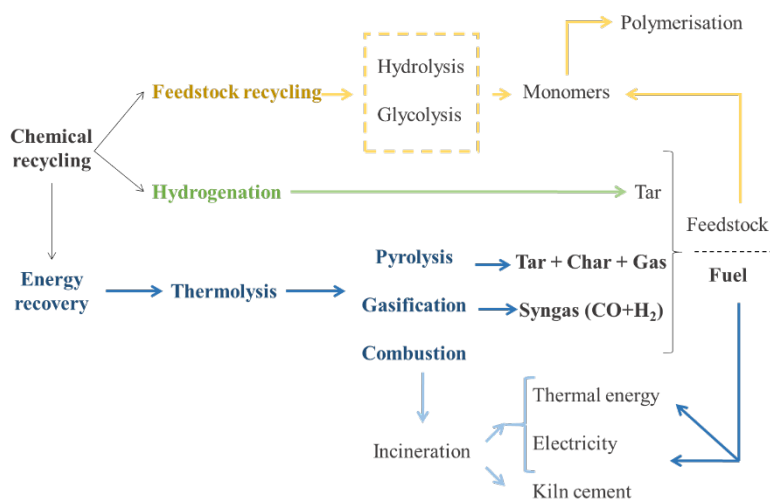 Polymerisation
Hydrolysis
Feedstock recycling
Monomers
Glycolysis
Chemical
recycling
Hydrogenation
Tar
Feedstock
Energy
recovery
Thermolysis
Pyrolysis
Tar + Char + Gas
Fuel
Gasification
Syngas (CO+H₂)
Combustion
Thermal energy
Incineration
Electricity
Kiln cement